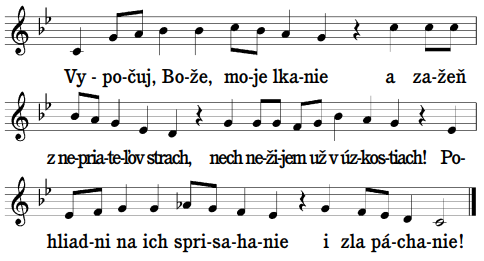 Vy - po-čuj, Bo-že, mo-je lka-nie a za-žeň
z ne-pria-te-ľov strach, nech ne-ži-jem už v úz-kos-tiach! Po-
hliad-ni na ich spri-sa-ha-nie i zla pá-cha-nie!